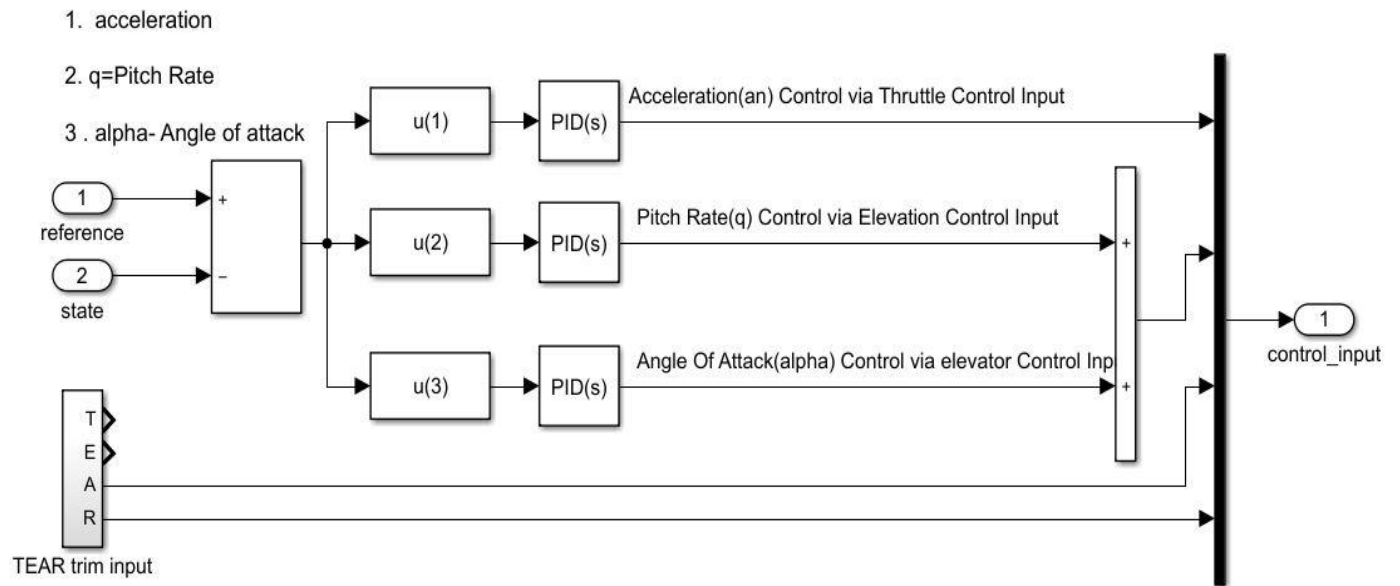 1.  acceleration
2. q=Pitch Rate
3 . alpha- Angle of attack
1
reference
2
state
+
−
u(1)
PID(s)
Acceleration(an) Control via Thruttle Control Input
u(2)
PID(s)
Pitch Rate(q) Control via Elevation Control Input
+
u(3)
PID(s)
Angle Of Attack(alpha) Control via elevator Control Inp
+
1
control_input
T
E
A
R
TEAR trim input